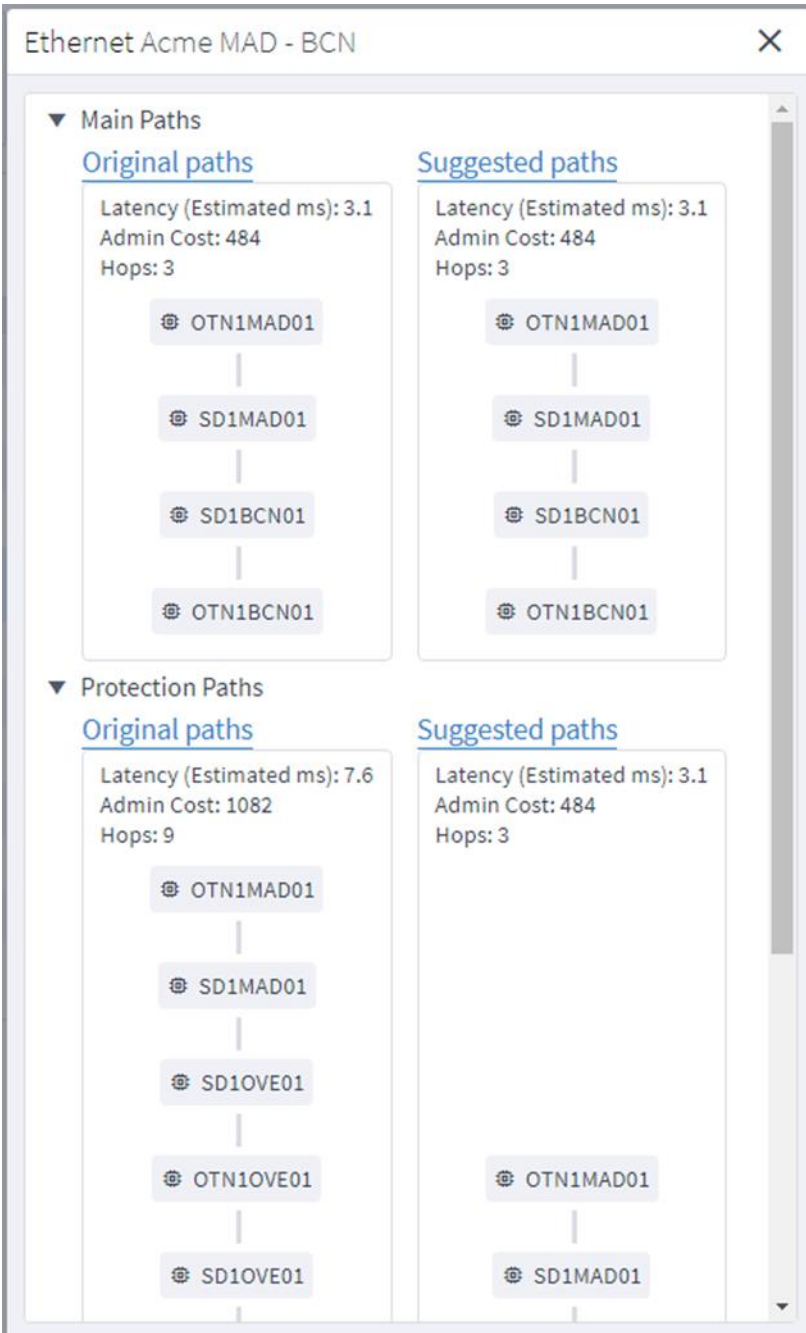 Ethernet Acme MAD - BCN
Main Paths
Original paths
Latency (Estimated ms): 3.1
Admin Cost: 484
Hops: 3
OTN1MAD01
SD1MAD01
SD1BCN01
OTN1BCN01
Suggested paths
Latency (Estimated ms): 3.1
Admin Cost: 484
Hops: 3
OTN1MAD01
SD1MAD01
SD1BCN01
OTN1BCN01
Protection Paths
Original paths
Latency (Estimated ms): 7.6
Admin Cost: 1082
Hops: 9
OTN1MAD01
SD1MAD01
SD1OVE01
OTN1OVE01
SD1OVE01
Suggested paths
Latency (Estimated ms): 3.1
Admin Cost: 484
Hops: 3
OTN1MAD01
SD1MAD01